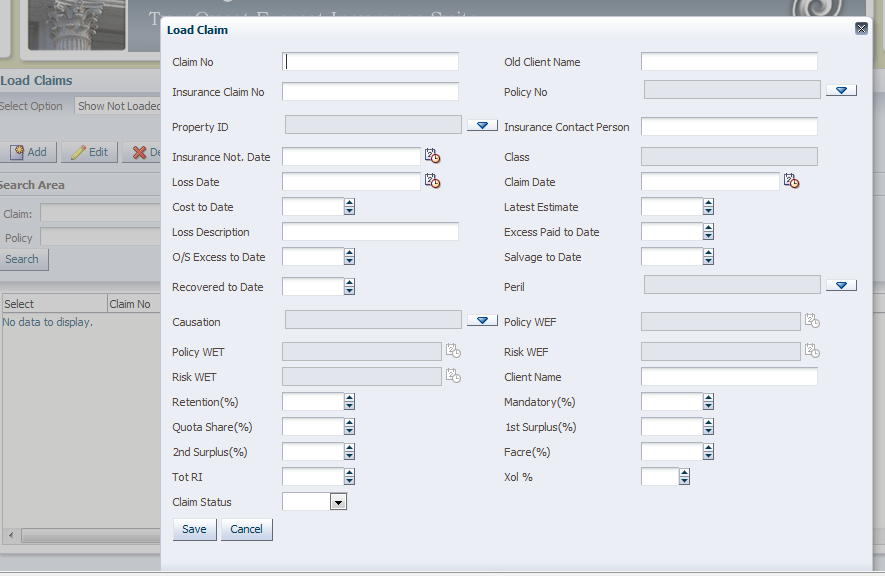 Load Claim
Claim No Old Client Name
Insurance Claim No Policy No
Property ID Insurance Contact Person
Insurance Not. Date Class
Loss Date Claim Date
Cost to Date Latest Estimate
Loss Description Excess Paid to Date
O/S Excess to Date Salvage to Date
Recovered to Date Peril
Causation Policy WEF
Policy WET Risk WEF
Risk WET Client Name
Retention(%) Mandatory(%)
Quota Share(%) 1st Surplus(%)
2nd Surplus(%) Facre(%)
Tot RI Xol %
Claim Status
Save Cancel
Load Claims
Select Option Show Not Loaded
Add Edit De
Search Area
Claim:
Policy
Search
Select Claim No
No data to display.